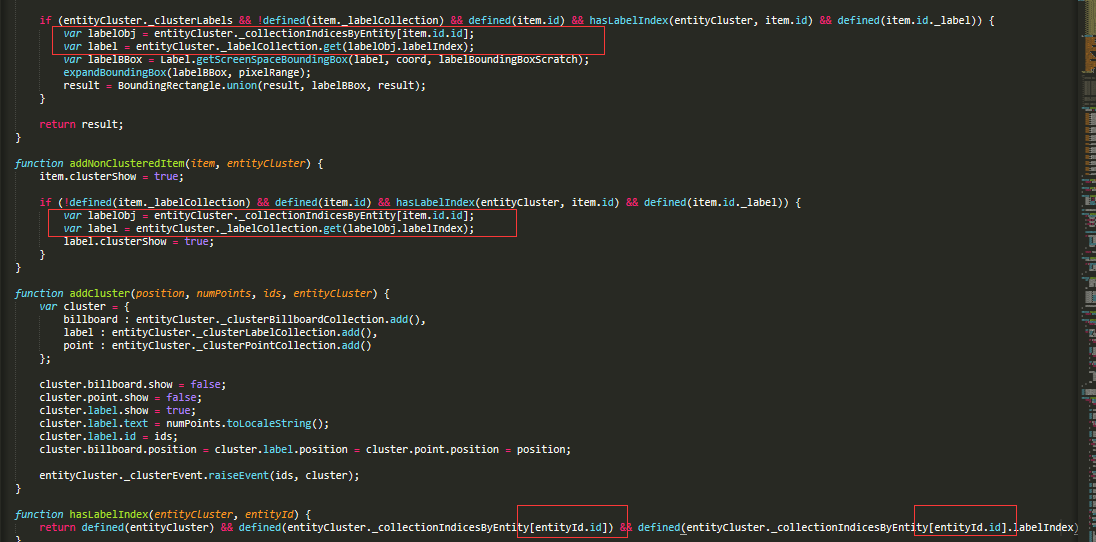 if (entityCluster._clusterLabels && !defined(item._labelCollection) && defined(item.id) && hasLabelIndex(entityCluster, item.id) && defined(item.id._label)) {
var labelObj = entityCluster._collectionIndicesByEntity[item.id.id];
var label = entityCluster._labelCollection.get(labelObj.labelIndex);
var labelBBox = Label.getScreenSpaceBoundingBox(label, coord, labelBoundingBoxScratch);
expandBoundingBox(labelBBox, pixelRange);
result = BoundingRectangle.union(result, labelBBox, result);
}
return result;
}
function addNonClusteredItem(item, entityCluster) {
item.clusterShow = true;
if (!defined(item._labelCollection) && defined(item.id) && hasLabelIndex(entityCluster, item.id) && defined(item.id._label)) {
var labelObj = entityCluster._collectionIndicesByEntity[item.id.id];
var label = entityCluster._labelCollection.get(labelObj.labelIndex);
label.clusterShow = true;
}
}
function addCluster(position, numPoints, ids, entityCluster) {
var cluster = {
billboard : entityCluster._clusterBillboardCollection.add(),
label : entityCluster._clusterLabelCollection.add(),
point : entityCluster._clusterPointCollection.add()
};
cluster.billboard.show = false;
cluster.point.show = false;
cluster.label.show = true;
cluster.label.text = numPoints.toLocaleString();
cluster.label.id = ids;
cluster.billboard.position = cluster.label.position = cluster.point.position = position;
entityCluster._clusterEvent.raiseEvent(ids, cluster);
}
function hasLabelIndex(entityCluster, entityId) {
return defined(entityCluster) && defined(entityCluster._collectionIndicesByEntity[entityId.id]) && defined(entityCluster._collectionIndicesByEntity[entityId.id].labelIndex)
}